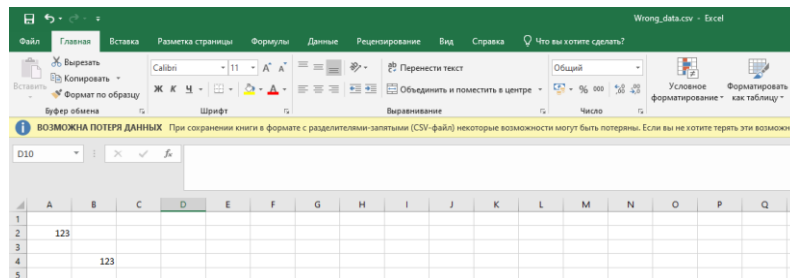 Wrong_data.csv - Excel
Файл Главная Вставка Разметка страницы Формулы Данные Рецензирование Вид Справка Что вы хотите сделать?
Вставить
Вырезать
Копировать
Формат по образцу
Буфер обмена
Calibri 11 A A
Ж К Ч A
Шрифт
Перенести текст
Объединить и поместить в центре
Выравнивание
Общий
% 000
Число
Условное форматирование
Форматировать как таблицу
ВОЗМОЖНА ПОТЕРЯ ДАННЫХ При сохранении книги в формате с разделителями-запятыми (CSV-файл) некоторые возможности могут быть потеряны. Если вы не хотите терять эти возможн
D10 fx
A B C D E F G H I J K L M N O P Q
1
2 123
3
4 123
5